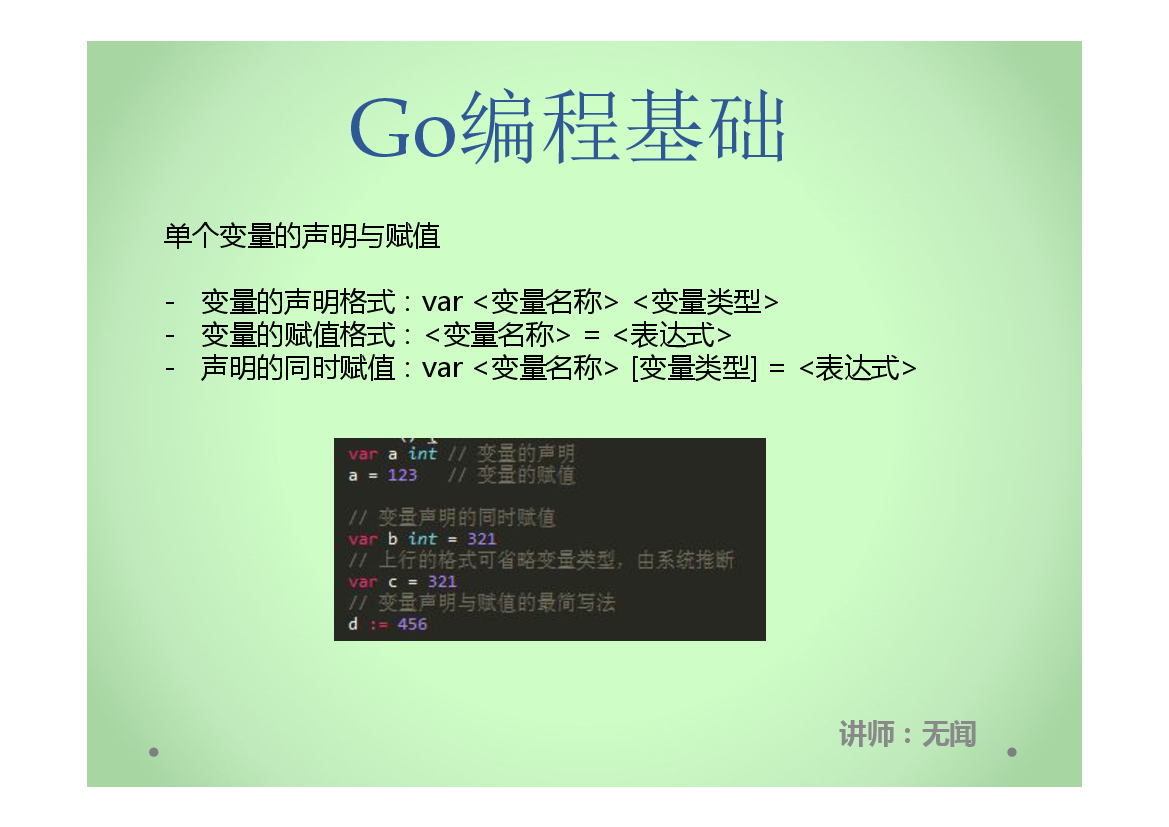 Go编程基础
单个变量的声明与赋值
- 变量的声明格式：var <变量名称> <变量类型>
- 变量的赋值格式：<变量名称> = <表达式>
- 声明的同时赋值：var <变量名称> [变量类型] = <表达式>
var a int // 变量的声明
a = 123 // 变量的赋值
// 变量声明的同时赋值
var b int = 321
// 上行的格式可省略变量类型，由系统推断
var c = 321
// 变量声明与赋值的最简写法
d := 456
讲师：无闻